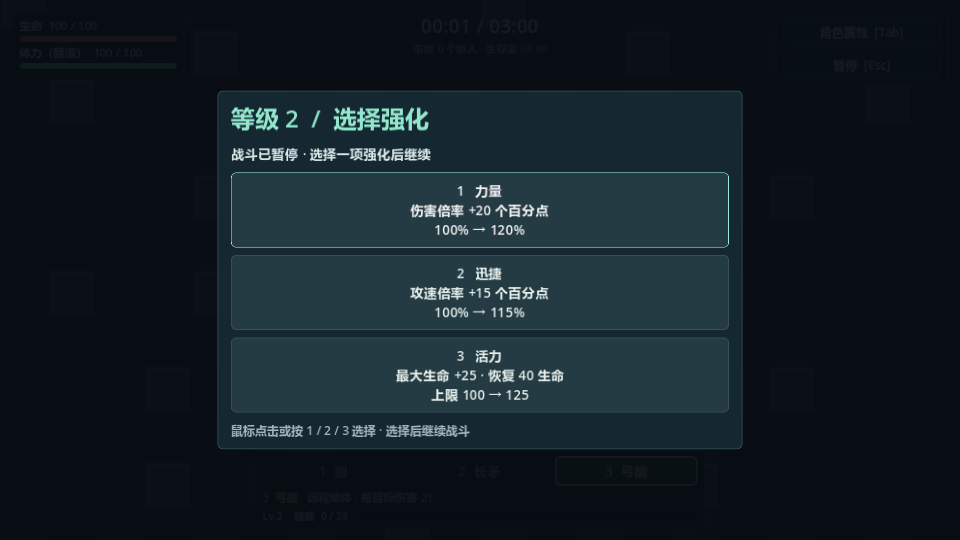 生命 100 / 100
体力（翻滚） 100 / 100
00:01 / 03:00
角色属性 [Tab]
暂停 [Esc]
等级 2 / 选择强化
战斗已暂停 · 选择一项强化后继续
1 力量
伤害倍率 +20 个百分点
100% → 120%
2 迅捷
攻速倍率 +15 个百分点
100% → 115%
3 活力
最大生命 +25 · 恢复 40 生命
上限 100 → 125
鼠标点击或按 1 / 2 / 3 选择 · 选择后继续战斗
1 剑
2 长矛
3 弓箭
Lv.2 经验 0 / 28